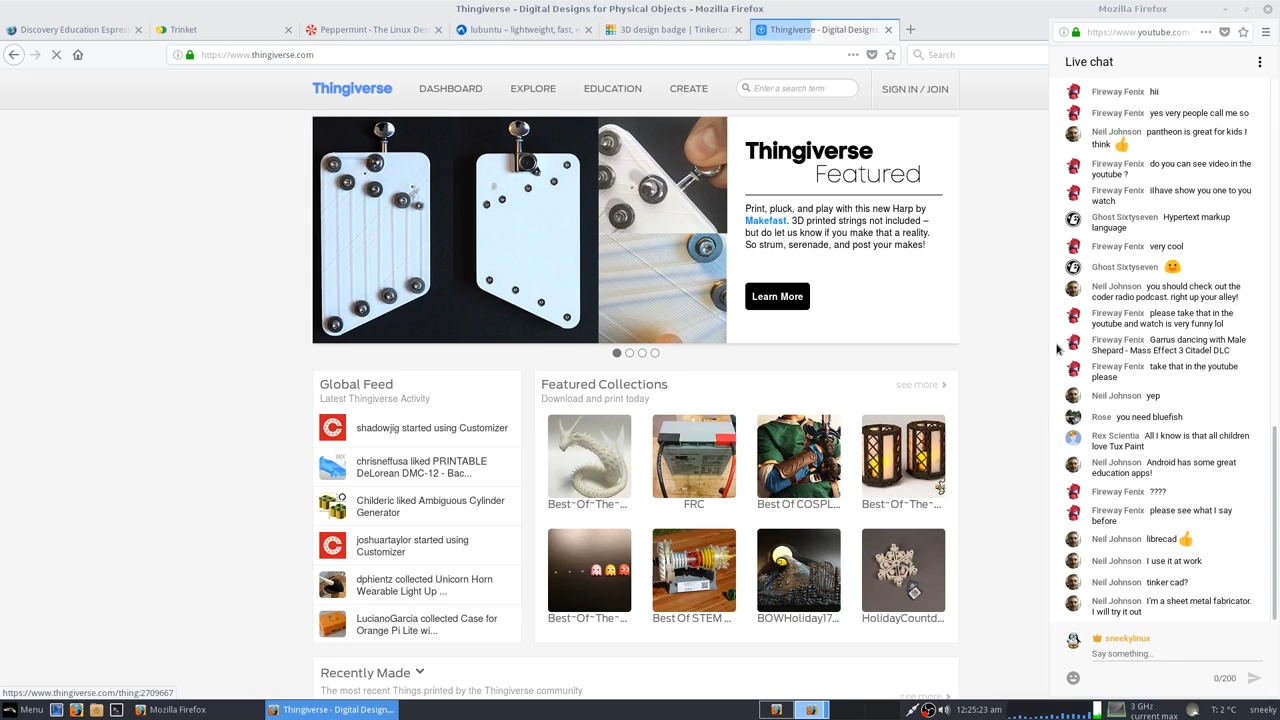 Thingiverse - Digital Designs for Physical Objects - Mozilla Firefox
Mozilla Firefox
Discovery Education Espres
Trinket
Peppermint - The Linux Des
lubuntu – lightweight, fast, e
3D design badge | Tinkerca
Thingiverse - Digital Designs
https://www.thingiverse.com
Search
https://www.youtube.com
Thingiverse
DASHBOARD
EXPLORE
EDUCATION
CREATE
Enter a search term
SIGN IN / JOIN
Thingiverse
Featured
Print, pluck, and play with this new Harp by
Makefast. 3D printed strings not included –
but do let us know if you make that a reality.
So strum, serenade, and post your makes!
Learn More
Global Feed
Latest Thingiverse Activity
shadowjig started using Customizer
chrisneffusa liked PRINTABLE
DeLorean DMC-12 - Bac...
Childeric liked Ambiguous Cylinder
Generator
joshuartaylor started using
Customizer
dphientz collected Unicorn Horn
Wearable Light Up ...
LucianoGarcia collected Case for
Orange Pi Lite wi...
Featured Collections
see more
Download and print today
Best~Of~The~...
FRC
Best Of COSPL...
Best~Of~The~...
Best~Of~The~...
Best Of STEM ...
BOWHoliday17...
HolidayCountd...
Recently Made
The most recent Things printed by the Thingiverse community
see more
https://www.thingiverse.com/thing:2709667
Live chat
Fireway Fenix hii
Fireway Fenix yes very people call me so
Neil Johnson pantheon is great for kids I
think 👍
Fireway Fenix do you can see video in the
youtube ?
Fireway Fenix iIhave show you one to you
watch
Ghost Sixtyseven Hypertext markup
language
Fireway Fenix very cool
Ghost Sixtyseven
Neil Johnson you should check out the
coder radio podcast. right up your alley!
Fireway Fenix please take that in the
youtube and watch is very funny lol
Fireway Fenix Garrus dancing with Male
Shepard - Mass Effect 3 Citadel DLC
Fireway Fenix take that in the youtube
please
Neil Johnson yep
Rose you need bluefish
Rex Scientia All I know is that all children
love Tux Paint
Neil Johnson Android has some great
education apps!
Fireway Fenix ????
Fireway Fenix please see what I say
before
Neil Johnson librecad 👍
Neil Johnson I use it at work
Neil Johnson tinker cad?
Neil Johnson I'm a sheet metal fabricator.
I will try it out
sneekylinux
Say something...
0/200
Menu
Mozilla Firefox
Thingiverse - Digital Design...
12:25:23 am
3 GHz
current max
T: 2 °C
sneeky